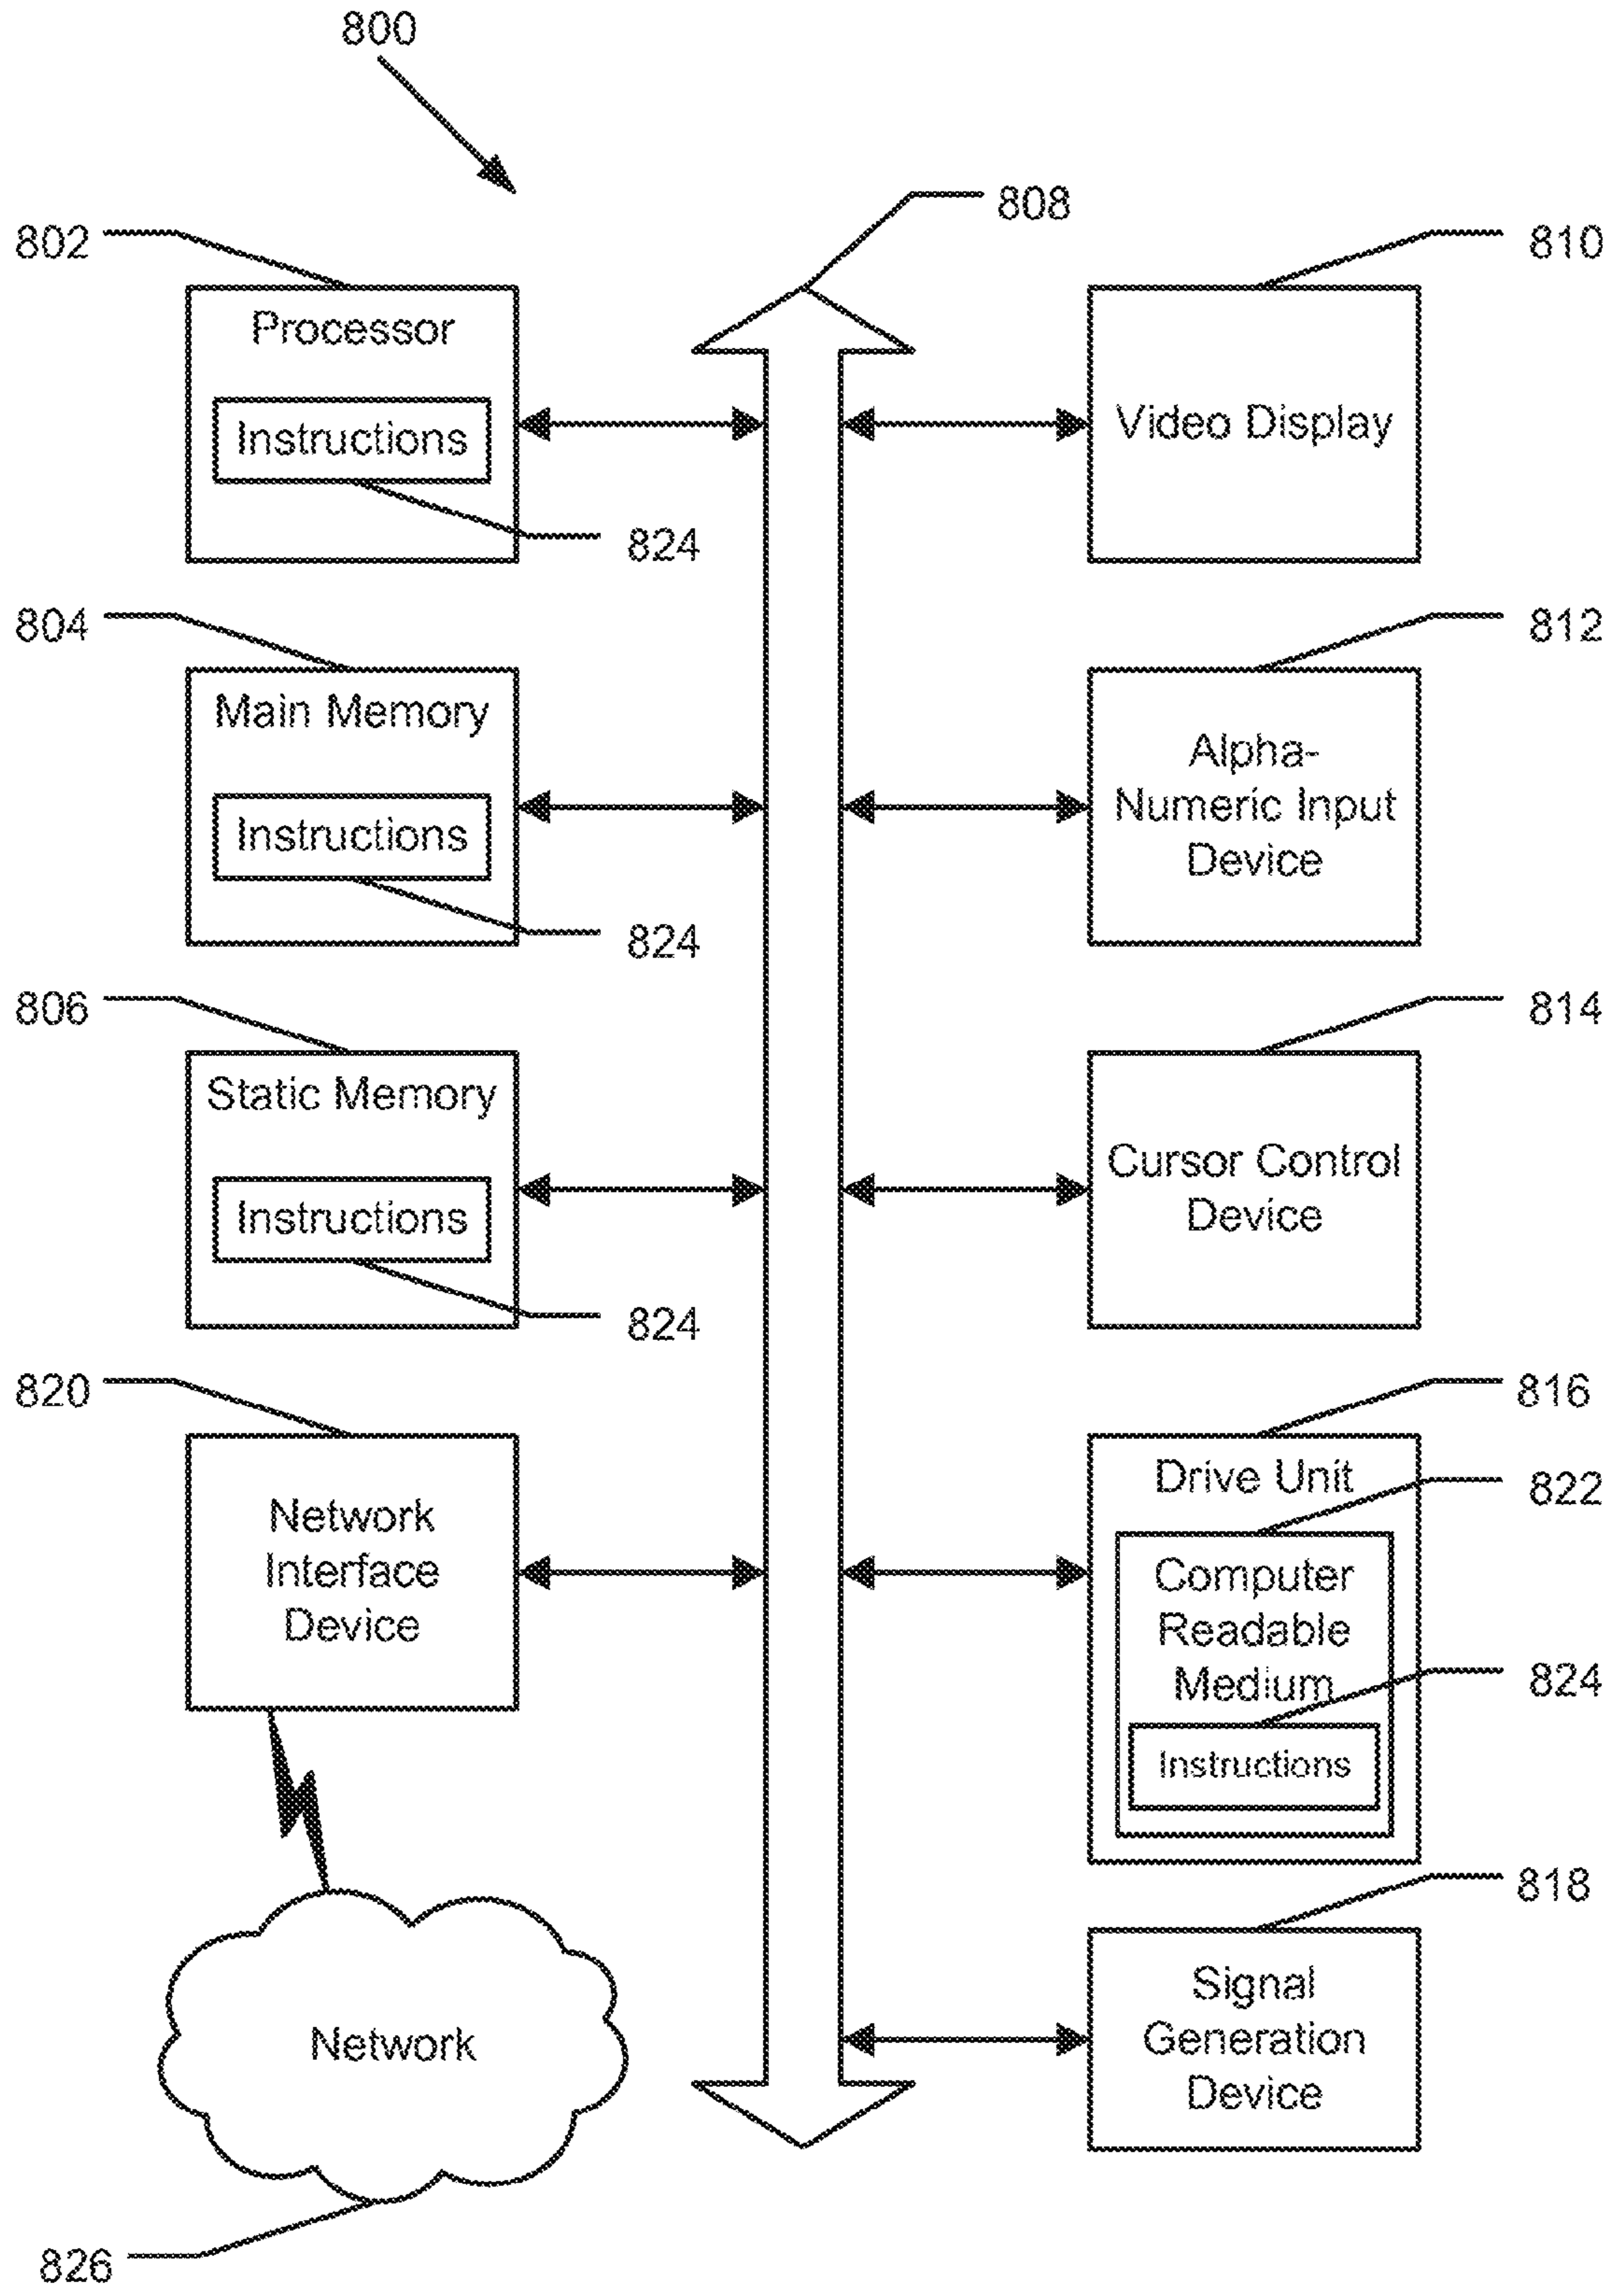 800
808
802
Processor
Instructions
824
810
Video Display
804
Main Memory
Instructions
824
812
Alpha-
Numeric Input
Device
806
Static Memory
Instructions
824
814
Cursor Control
Device
820
Network
Interface
Device
816
Drive Unit
822
Computer
Readable
Medium
824
Instructions
818
Signal
Generation
Device
Network
826